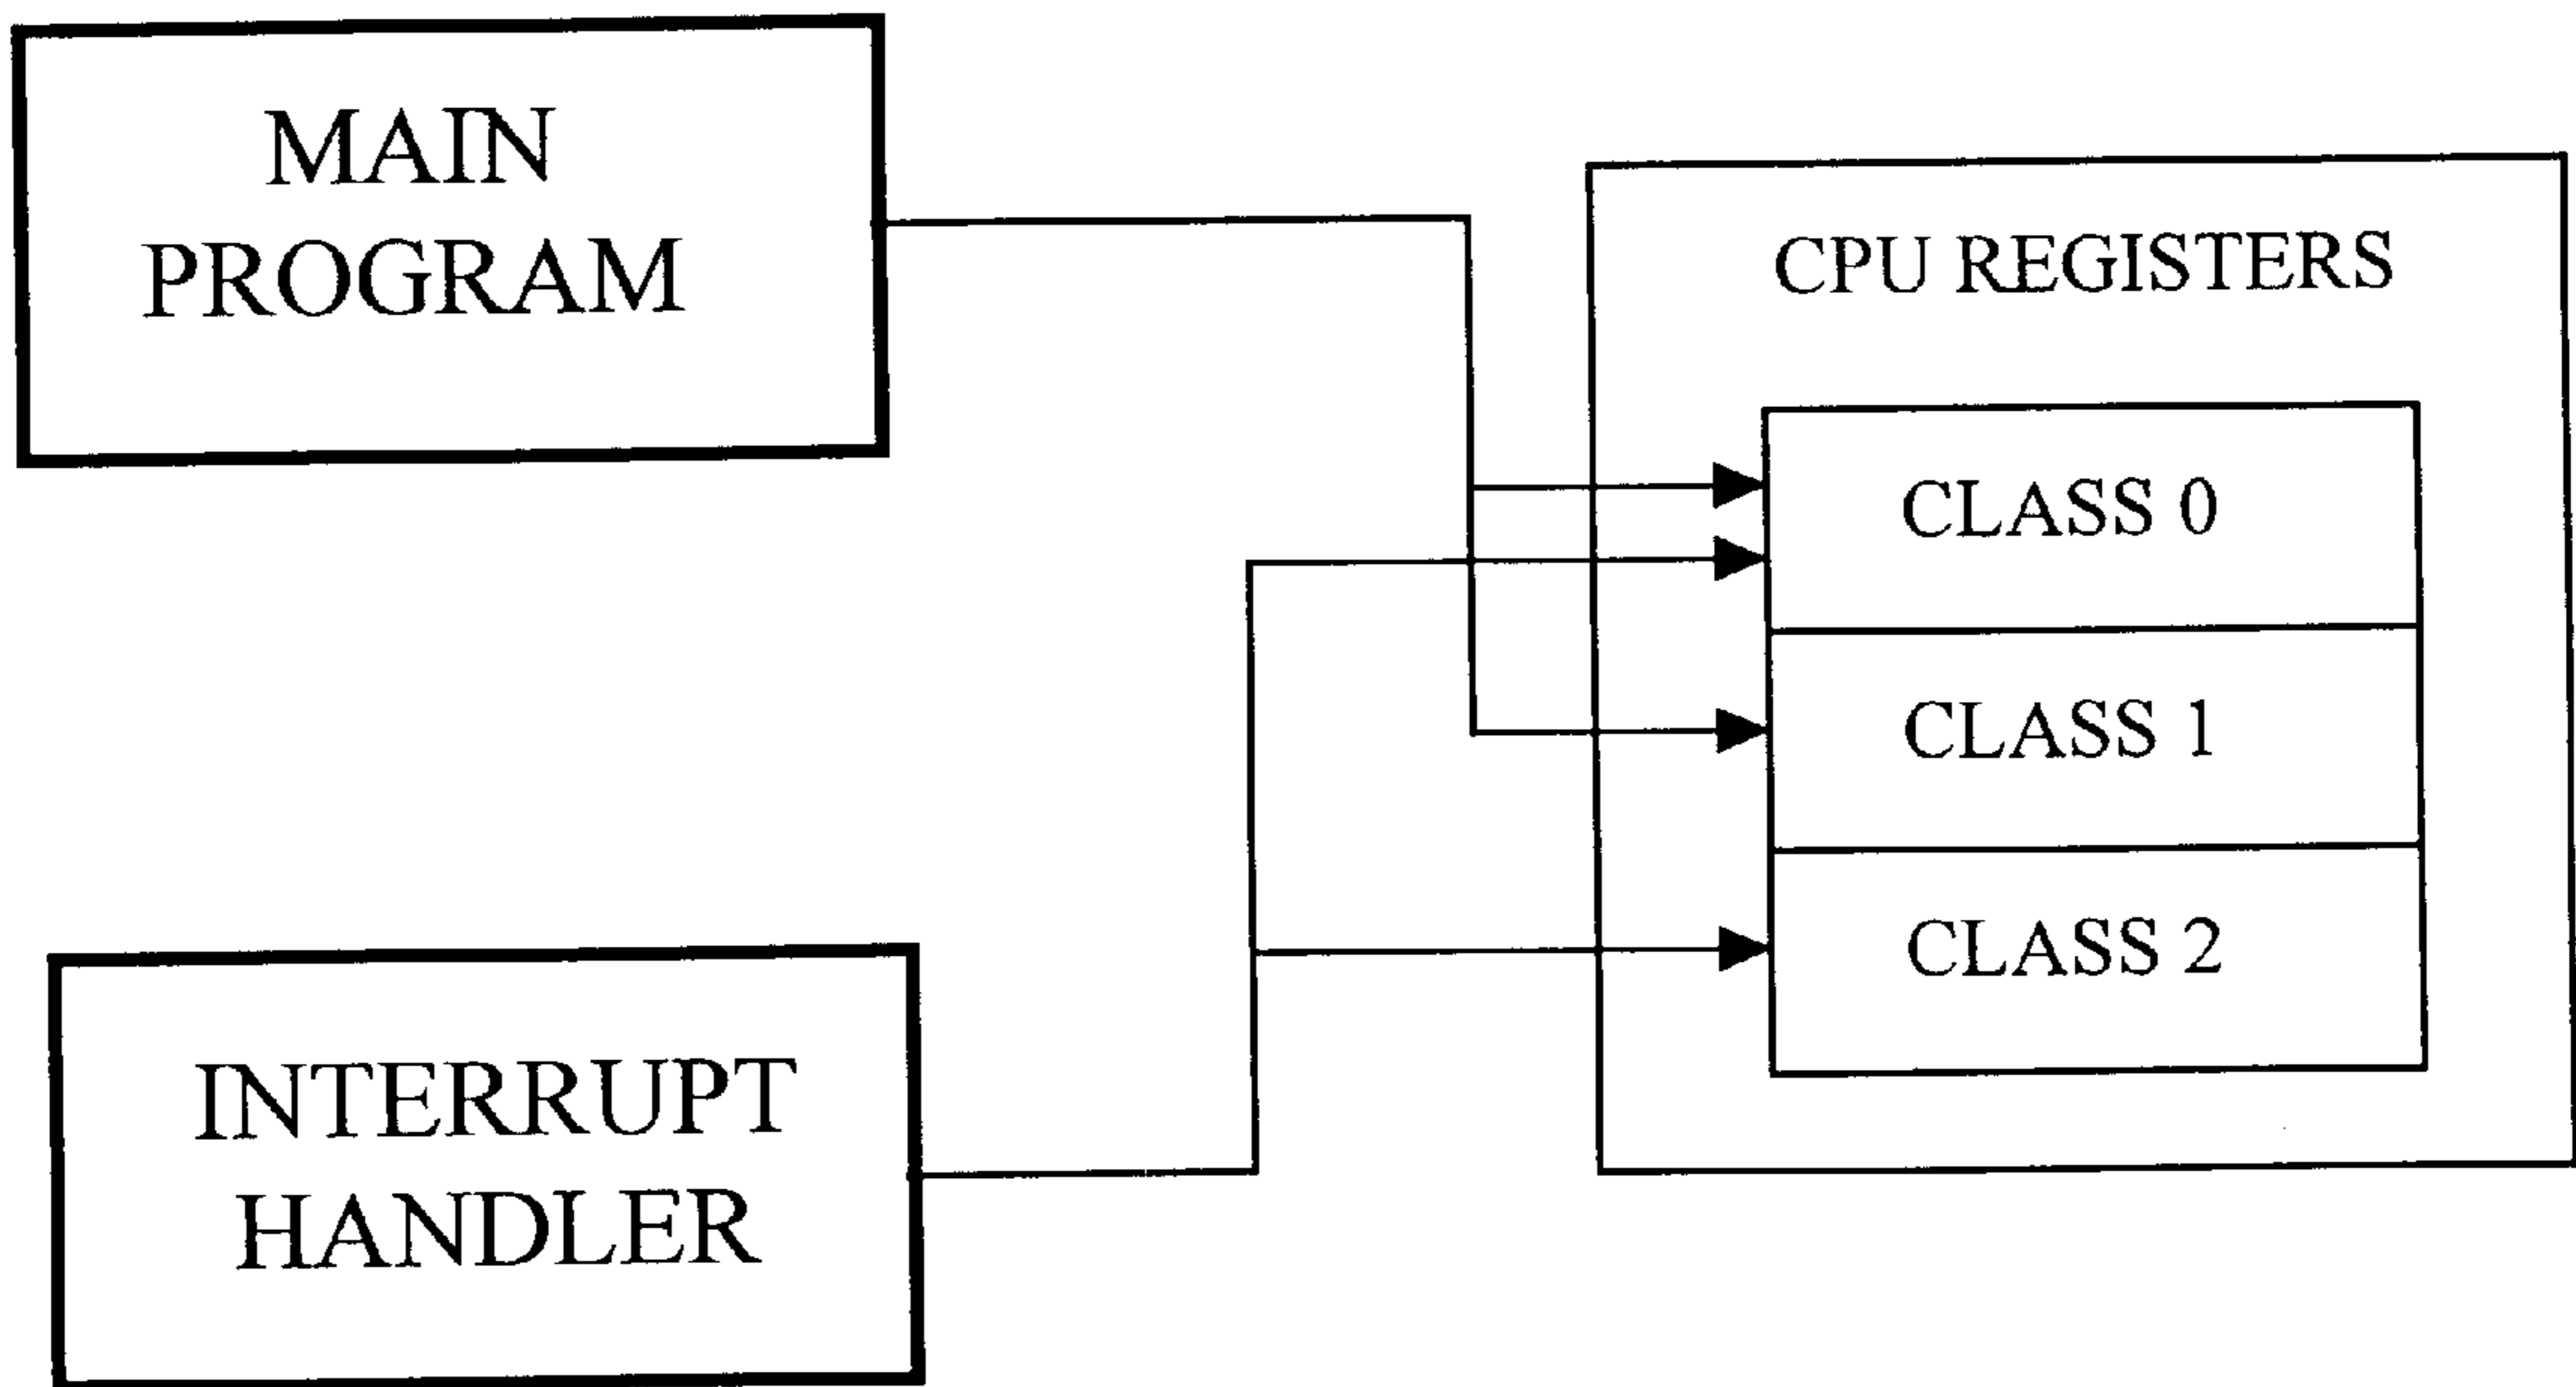 MAIN
PROGRAM
CPU REGISTERS
CLASS 0
CLASS 1
CLASS 2
INTERRUPT
HANDLER